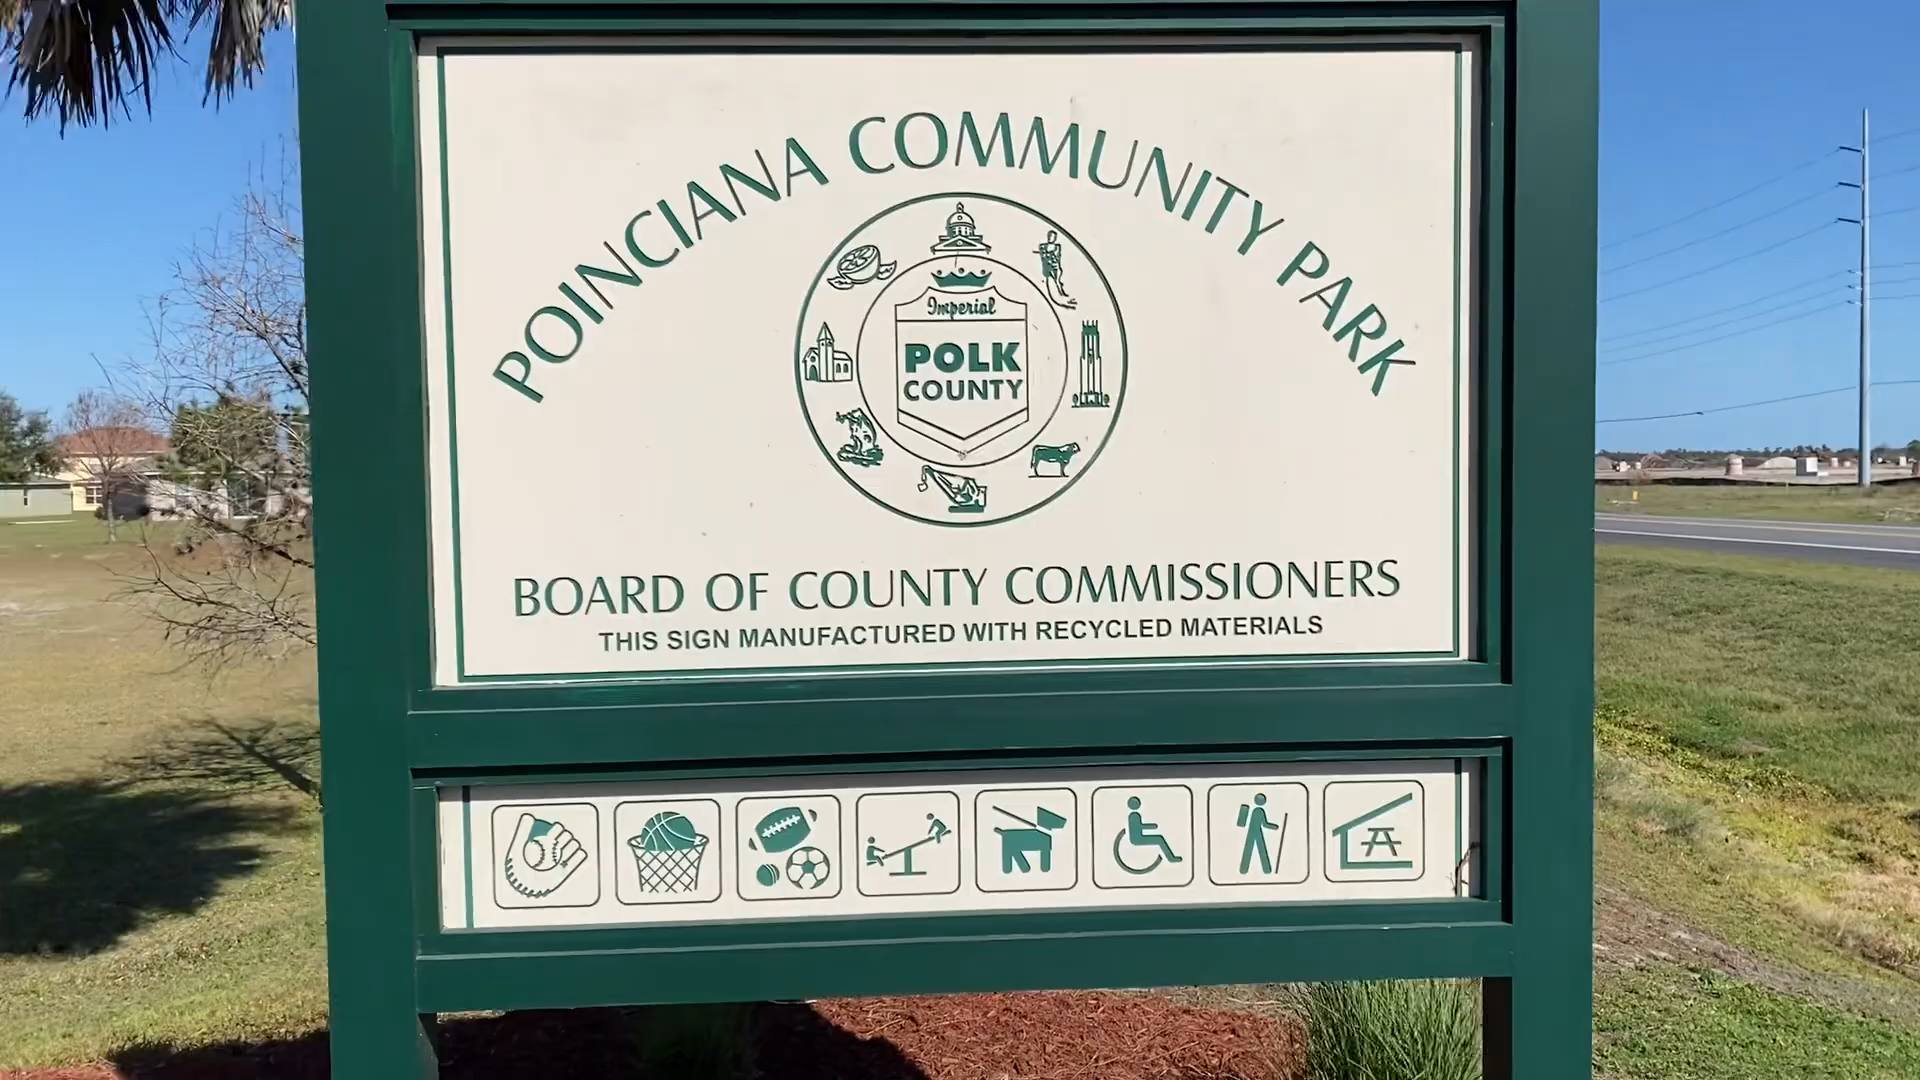 POINCIANA COMMUNITY PARK
Imperial
POLK
COUNTY
BOARD OF COUNTY COMMISSIONERS
THIS SIGN MANUFACTURED WITH RECYCLED MATERIALS